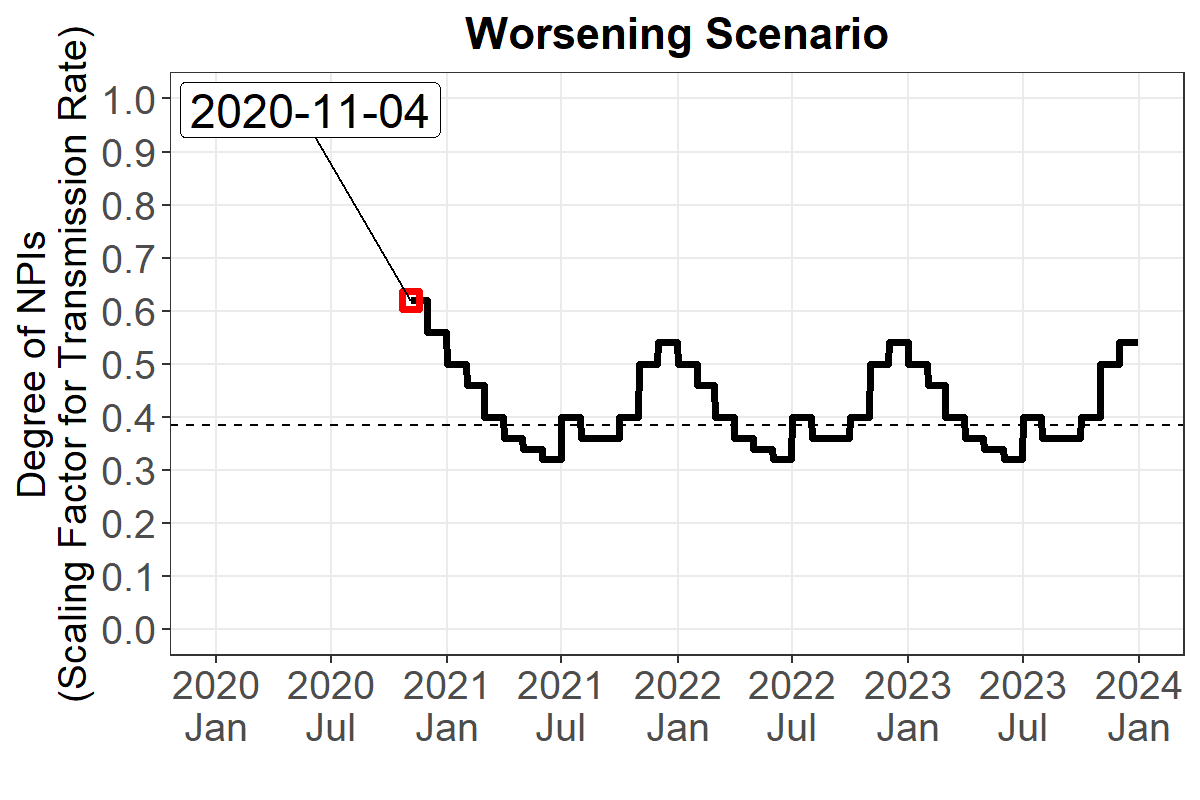 Worsening Scenario
2020-11-04
Degree of NPIs
(Scaling Factor for Transmission Rate)
1.0
0.9
0.8
0.7
0.6
0.5
0.4
0.3
0.2
0.1
0.0
2020 2020 2021 2021 2022 2022 2023 2023 2024
Jan Jul Jan Jul Jan Jul Jan Jul Jan